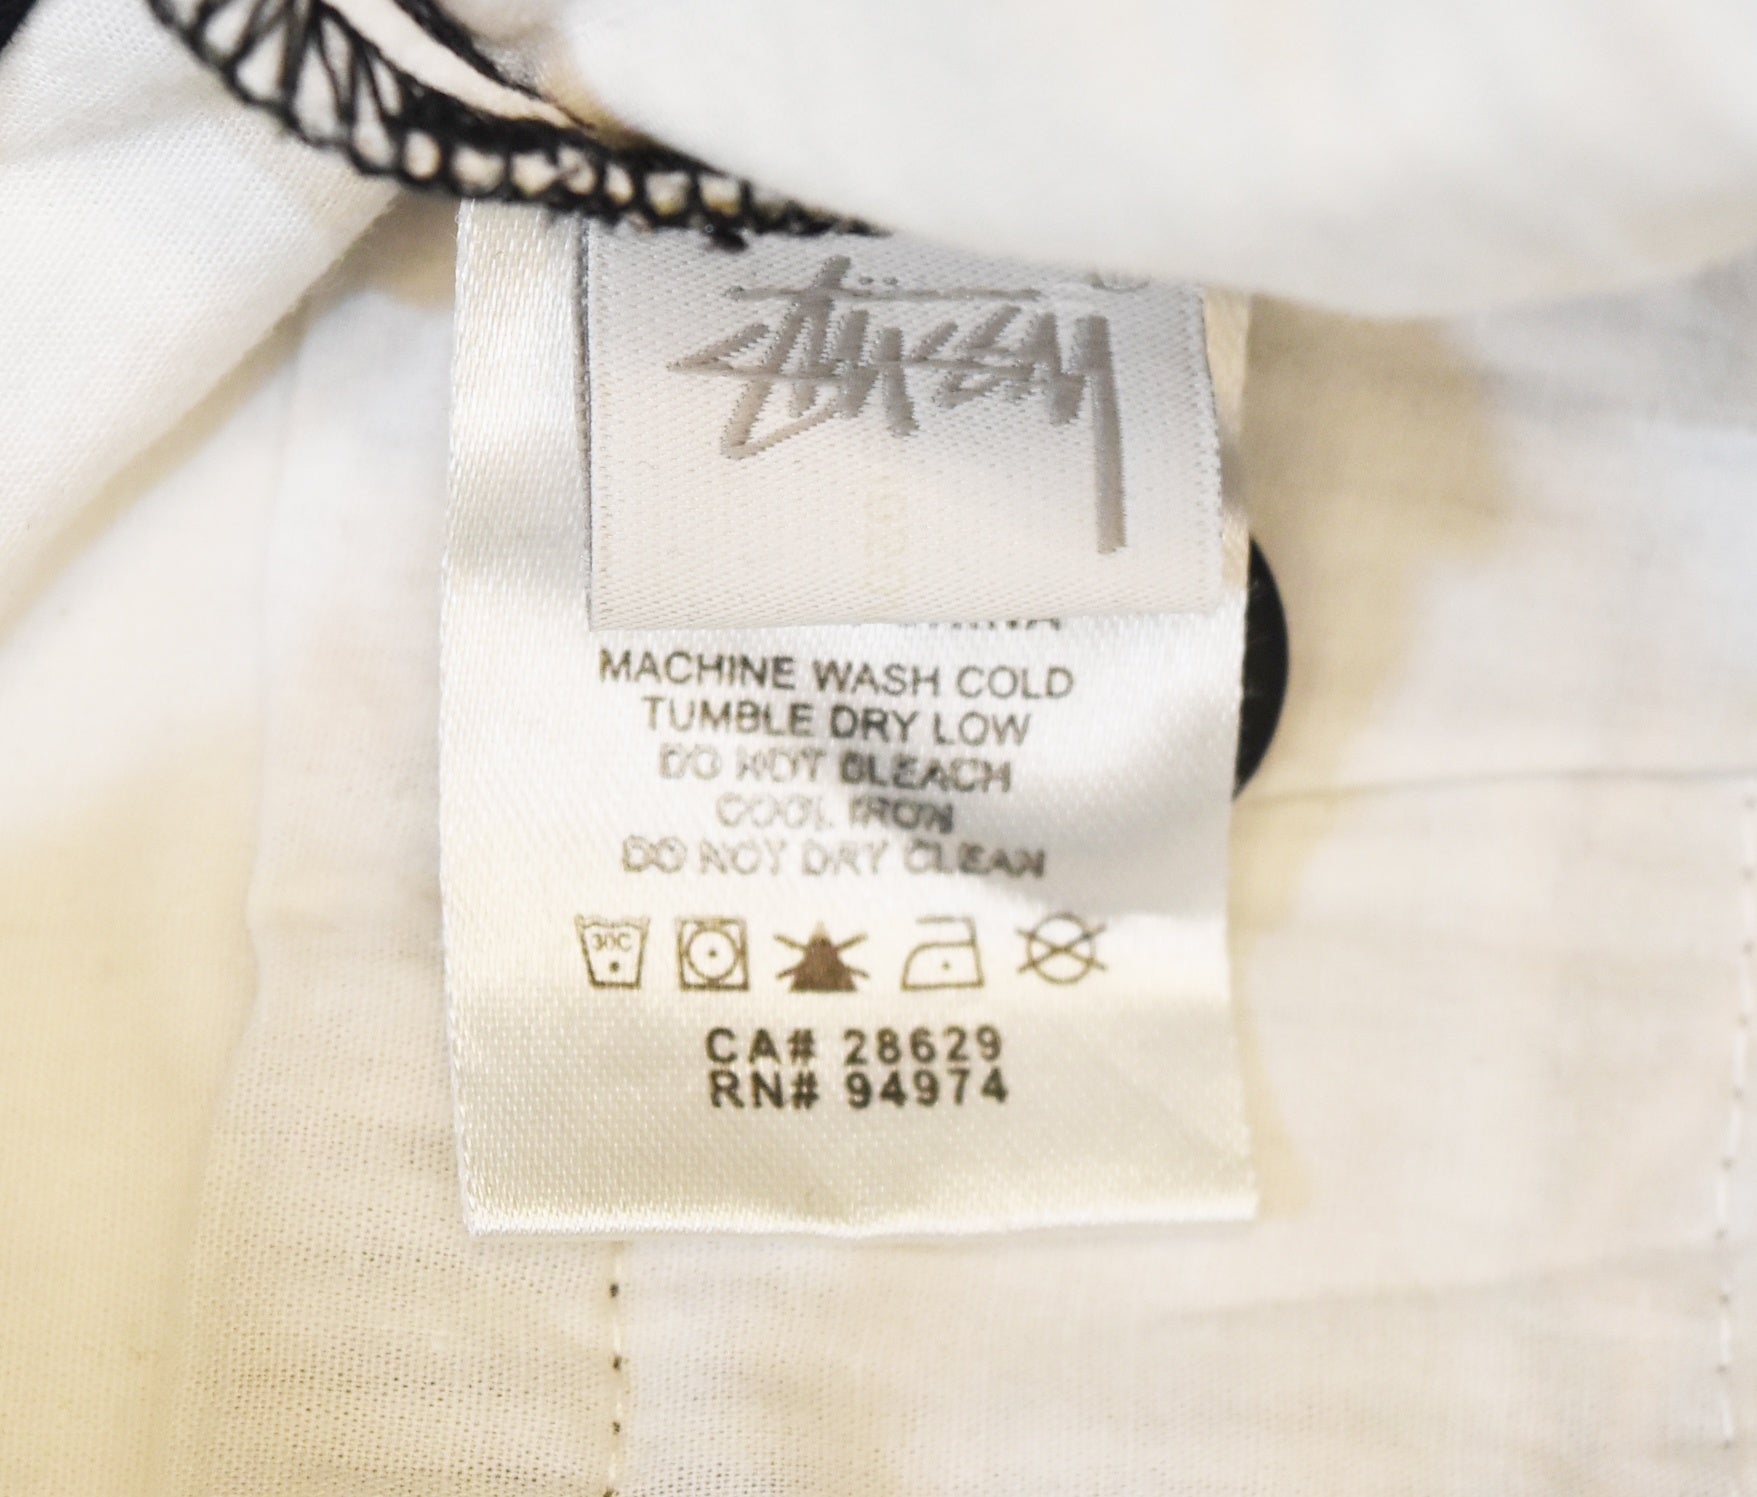 Stüssy
MACHINE WASH COLD
TUMBLE DRY LOW
DO NOT BLEACH
COOL IRON
DO NOT DRY CLEAN
30C
CA# 28629
RN# 94974